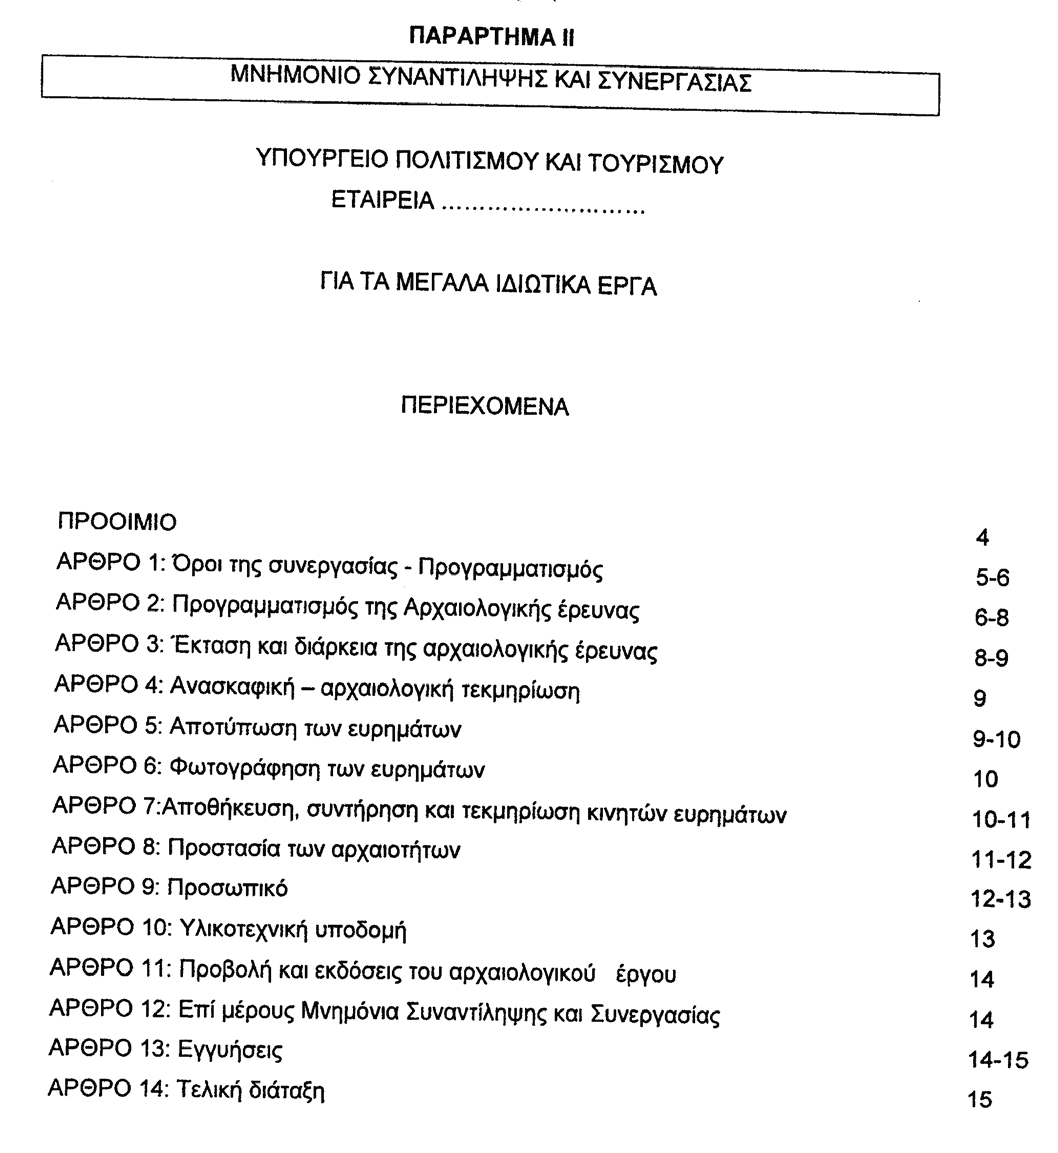 ΠΑΡΑΡΤΗΜΑ ΙΙ
ΜΝΗΜΟΝΙΟ ΣΥΝΑΝΤΙΛΗΨΗΣ ΚΑΙ ΣΥΝΕΡΓΑΣΙΑΣ
ΥΠΟΥΡΓΕΙΟ ΠΟΛΙΤΙΣΜΟΥ ΚΑΙ ΤΟΥΡΙΣΜΟΥ
ΕΤΑΙΡΕΙΑ ...........................
ΓΙΑ ΤΑ ΜΕΓΑΛΑ ΙΔΙΩΤΙΚΑ ΕΡΓΑ
ΠΕΡΙΕΧΟΜΕΝΑ
ΠΡΟΟΙΜΙΟ 4
ΑΡΘΡΟ 1: Όροι της συνεργασίας - Προγραμματισμός 5-6
ΑΡΘΡΟ 2: Προγραμματισμός της Αρχαιολογικής έρευνας 6-8
ΑΡΘΡΟ 3: Έκταση και διάρκεια της αρχαιολογικής έρευνας 8-9
ΑΡΘΡΟ 4: Ανασκαφική – αρχαιολογική τεκμηρίωση 9
ΑΡΘΡΟ 5: Αποτύπωση των ευρημάτων 9-10
ΑΡΘΡΟ 6: Φωτογράφηση των ευρημάτων 10
ΑΡΘΡΟ 7:Αποθήκευση, συντήρηση και τεκμηρίωση κινητών ευρημάτων 10-11
ΑΡΘΡΟ 8: Προστασία των αρχαιοτήτων 11-12
ΑΡΘΡΟ 9: Προσωπικό 12-13
ΑΡΘΡΟ 10: Υλικοτεχνική υποδομή 13
ΑΡΘΡΟ 11: Προβολή και εκδόσεις του αρχαιολογικού έργου 14
ΑΡΘΡΟ 12: Επί μέρους Μνημόνια Συναντίληψης και Συνεργασίας 14
ΑΡΘΡΟ 13: Εγγυήσεις 14-15
ΑΡΘΡΟ 14: Τελική διάταξη 15